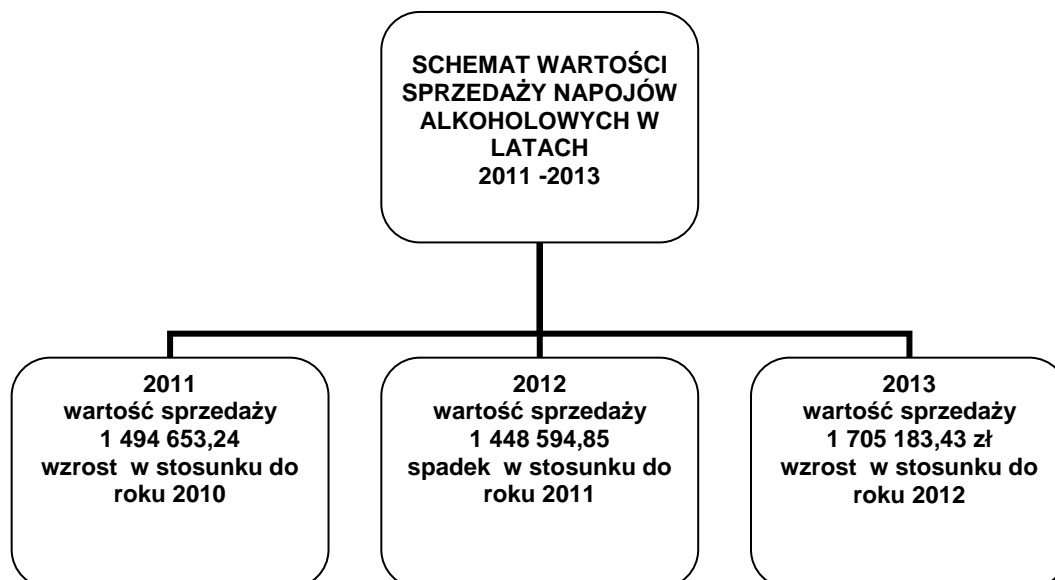 SCHEMAT WARTOŚCI
SPRZEDAŻY NAPOJÓW
ALKOHOLOWYCH W
LATACH
2011 -2013
2011
wartość sprzedaży
1 494 653,24
wzrost w stosunku do
roku 2010
2012
wartość sprzedaży
1 448 594,85
spadek w stosunku do
roku 2011
2013
wartość sprzedaży
1 705 183,43 zł
wzrost w stosunku do
roku 2012